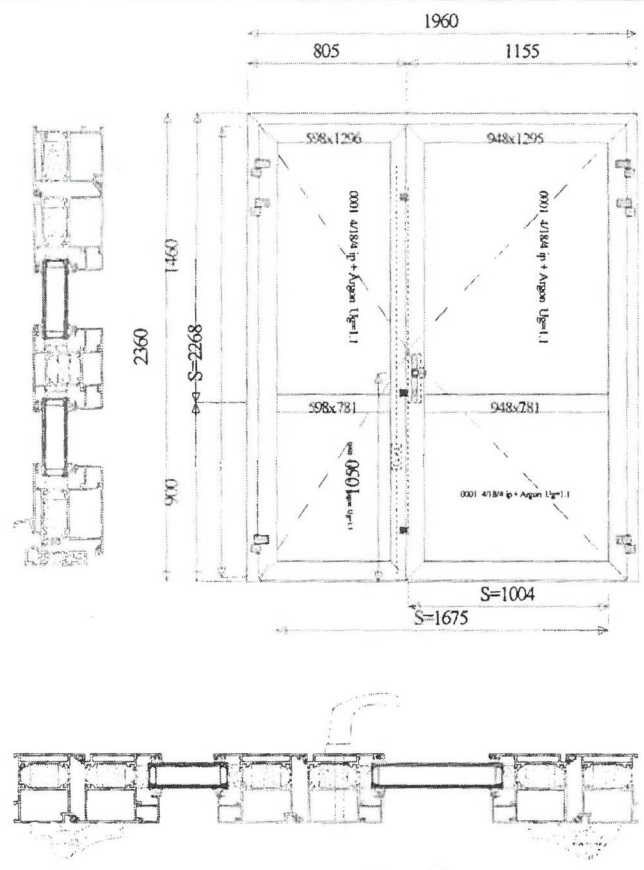 1960
805
1155
598x1296
948x1295
0001 4/18/4 ip + Argon Ug=1.1
0001 4/18/4 ip + Argon Ug=1.1
1460
2360
S=2268
598x781
948x781
900
1050
0001 4/18/4 ip + Argon Ug=1.1
S=1004
S=1675